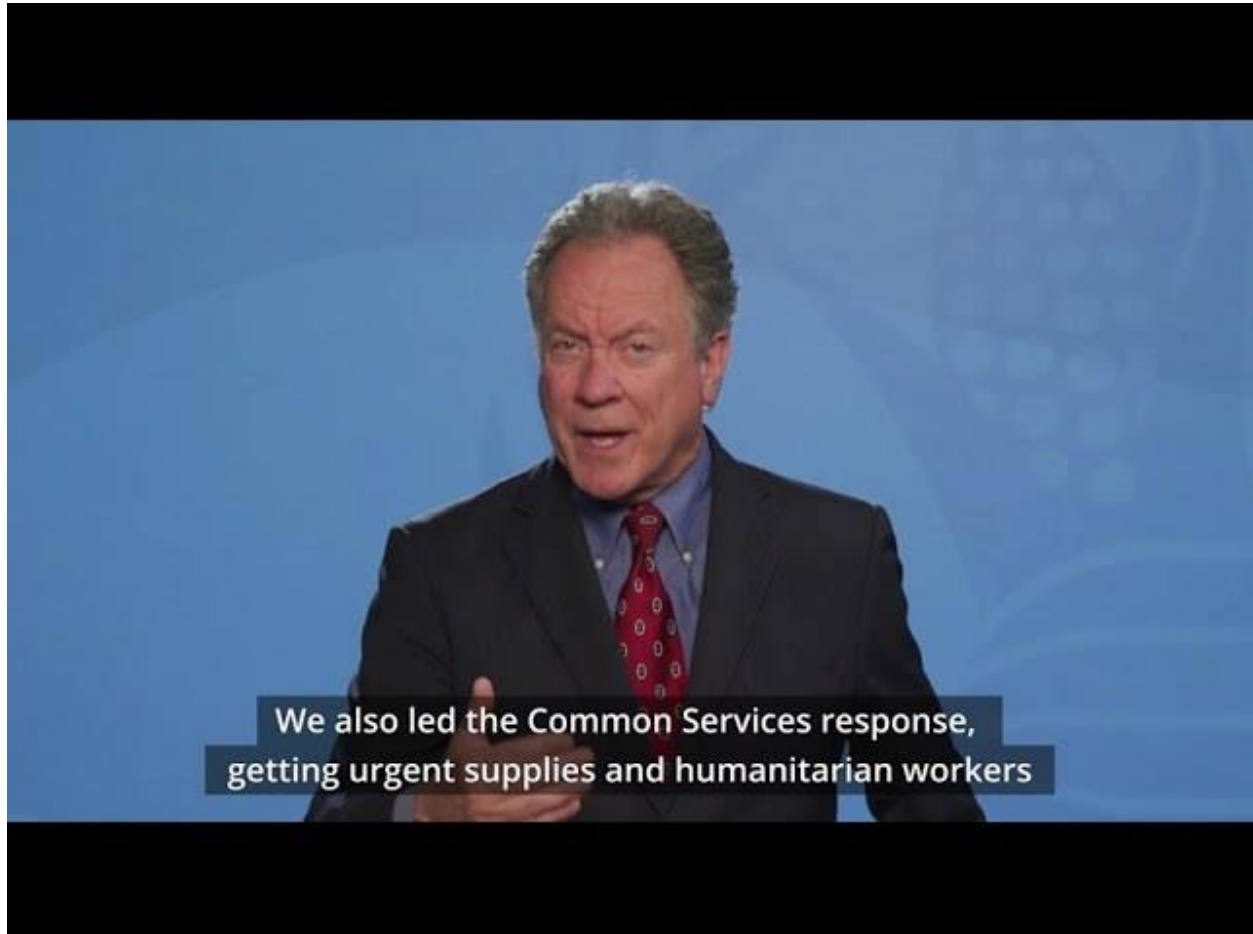 We also led the Common Services response,
getting urgent supplies and humanitarian workers